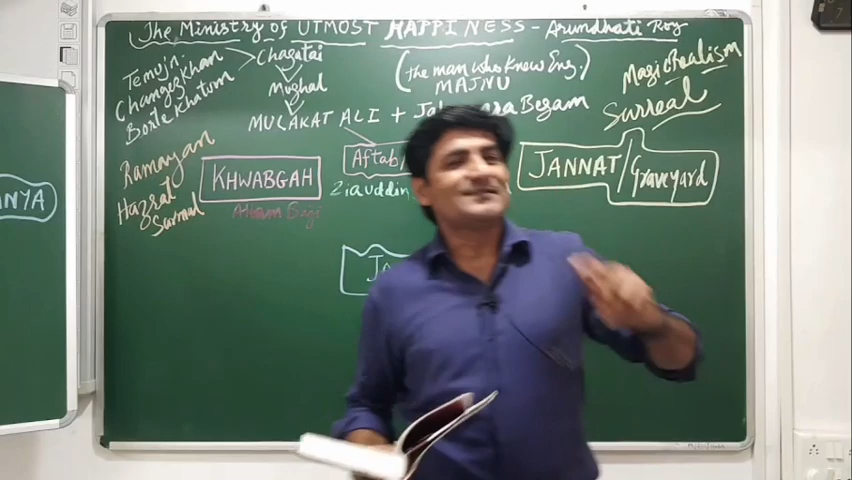 The Ministry of UTMOST HAPPINESS - Arundhati Roy
Temujin
Changezkhan
Borte Khatum
Chagatai
Mughal
(the man who knew Eng.)
MAJNU
Magic realism
Surreal
MULAKAT ALI + Begam
Ramayan
Hazrat
Sarmad
KHWABGAH
Aftab
Ziauddin
JANNAT / Graveyard
NYA